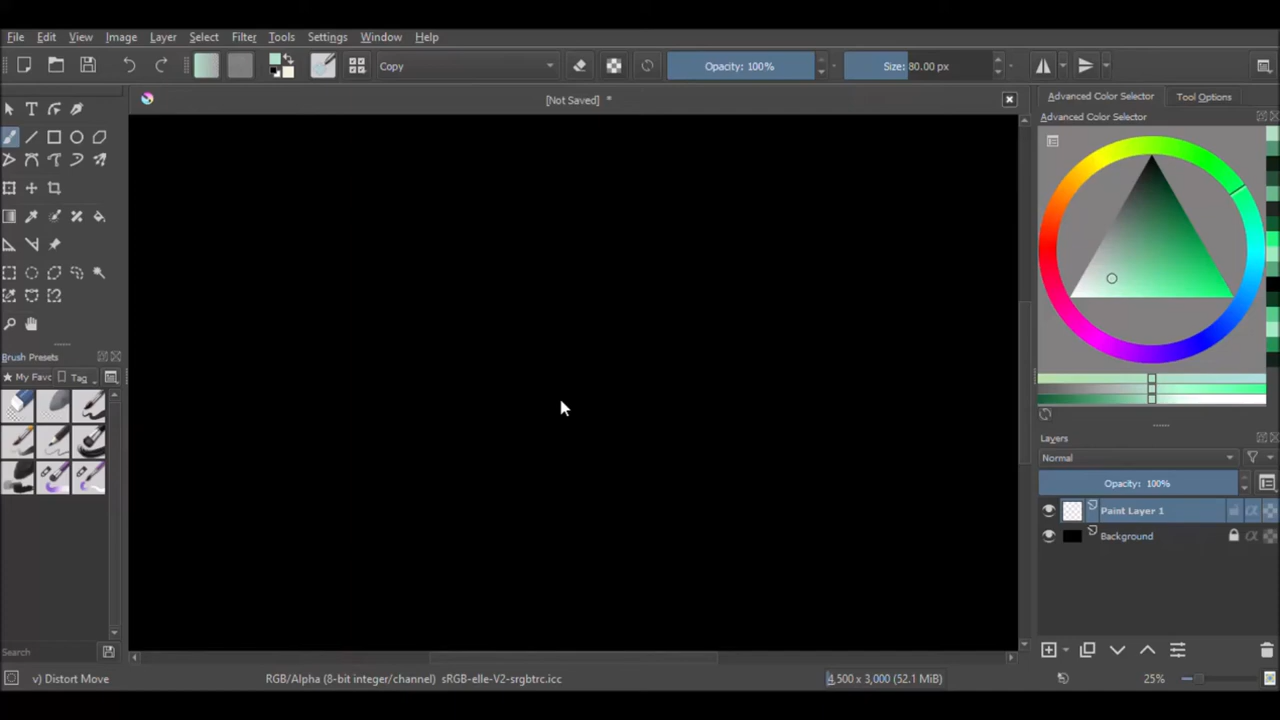 File Edit View Image Layer Select Filter Tools Settings Window Help
Copy Opacity: 100% Size: 80.00 px
[Not Saved] *
Advanced Color Selector Tool Options
Advanced Color Selector
Brush Presets
My Favo Tag
Layers
Normal
Opacity: 100%
Paint Layer 1
Background
Search
v) Distort Move RGB/Alpha (8-bit integer/channel) sRGB-elle-V2-srgbtrc.icc 4,500 x 3,000 (52.1 MiB) 25%